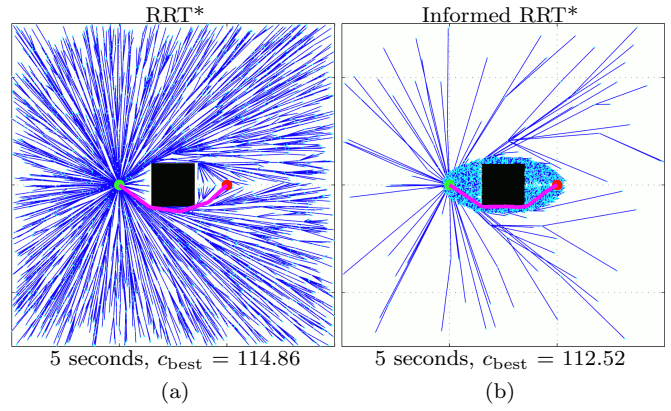 RRT*
Informed RRT*
5 seconds, c_best = 114.86
5 seconds, c_best = 112.52
(a)
(b)